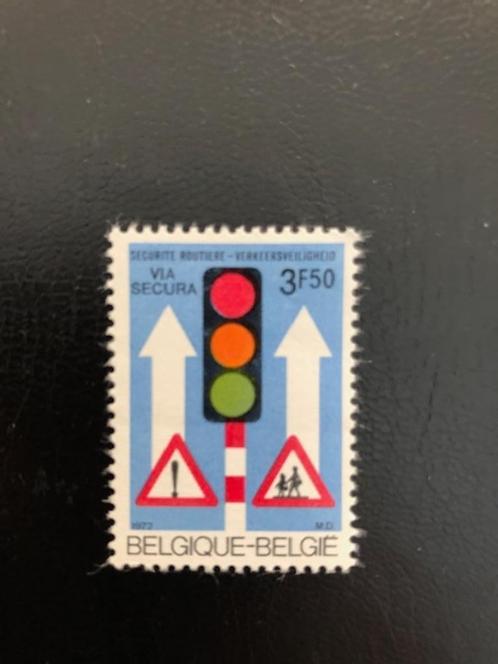 SECURITE ROUTIERE - VERKEERSVEILIGHEID
VIA
SECURA
3F50
1972
M.D.
BELGIQUE-BELGIË